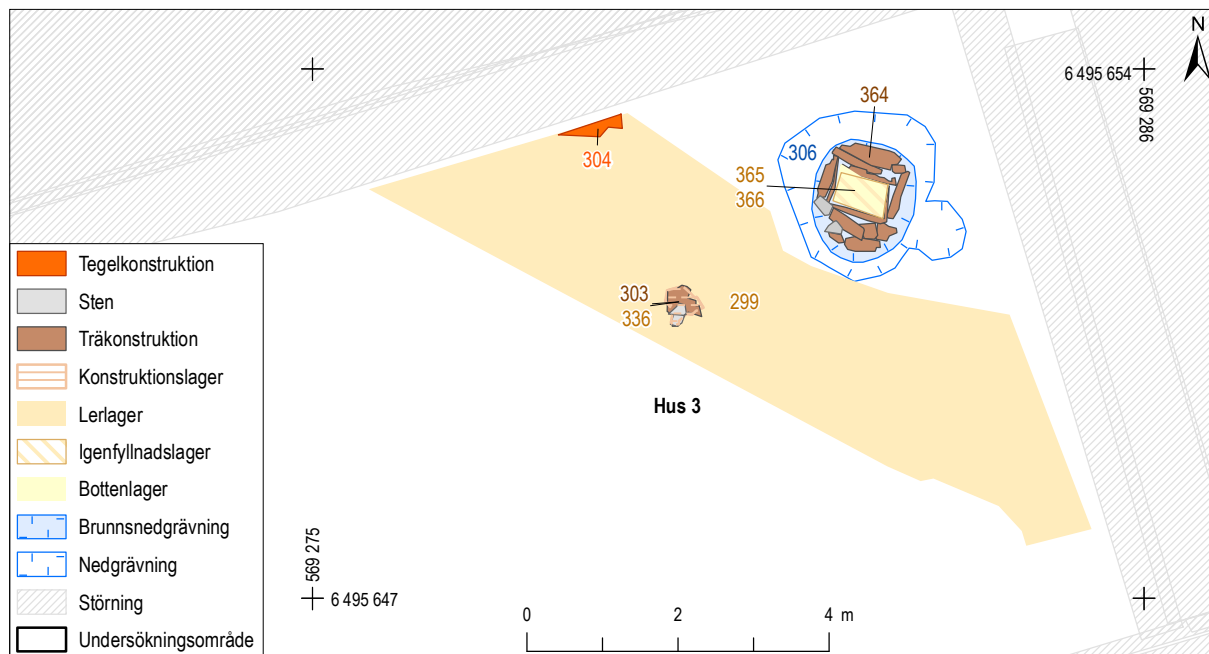 N
6 495 654
569 286
364
306
304
365
366
303
336
299
Hus 3
Tegelkonstruktion
Sten
Träkonstruktion
Konstruktionslager
Lerlager
Igenfyllnadslager
Bottenlager
Brunnsnedgrävning
Nedgrävning
Störning
Undersökningsområde
569 275
6 495 647
0 2 4 m